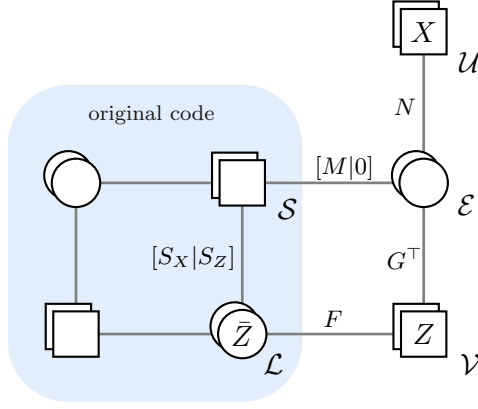 X
𝒰
original code
N
[M|0]
𝒮
ℰ
[S_X|S_Z]
G^⊤
Z̄
F
Z
ℒ
𝒱